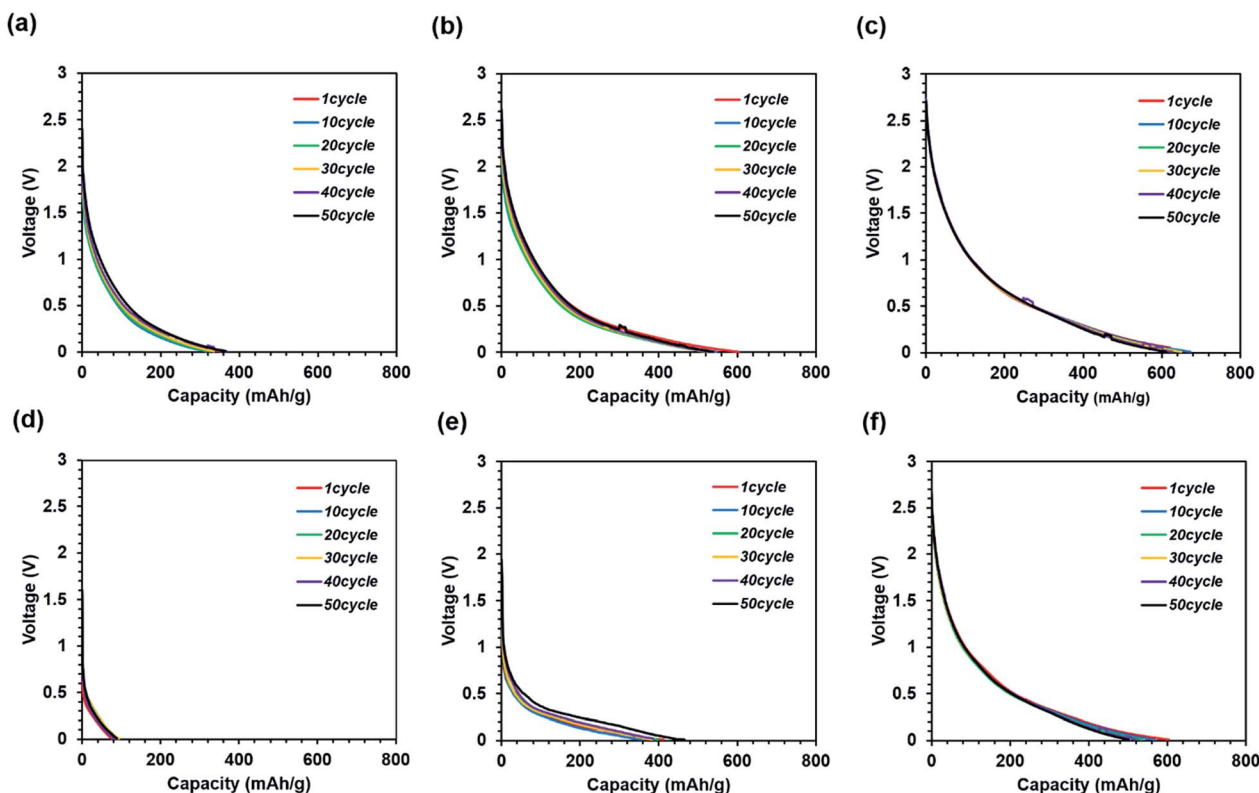 (a)
3
2.5
2
1.5
1
0.5
0
0 200 400 600 800
Voltage (V)
Capacity (mAh/g)
1cycle
10cycle
20cycle
30cycle
40cycle
50cycle
(b)
3
2.5
2
1.5
1
0.5
0
0 200 400 600 800
Voltage (V)
Capacity (mAh/g)
1cycle
10cycle
20cycle
30cycle
40cycle
50cycle
(c)
3
2.5
2
1.5
1
0.5
0
0 200 400 600 800
Voltage (V)
Capacity (mAh/g)
1cycle
10cycle
20cycle
30cycle
40cycle
50cycle
(d)
3
2.5
2
1.5
1
0.5
0
0 200 400 600 800
Voltage (V)
Capacity (mAh/g)
1cycle
10cycle
20cycle
30cycle
40cycle
50cycle
(e)
3
2.5
2
1.5
1
0.5
0
0 200 400 600 800
Voltage (V)
Capacity (mAh/g)
1cycle
10cycle
20cycle
30cycle
40cycle
50cycle
(f)
3
2.5
2
1.5
1
0.5
0
0 200 400 600 800
Voltage (V)
Capacity (mAh/g)
1cycle
10cycle
20cycle
30cycle
40cycle
50cycle